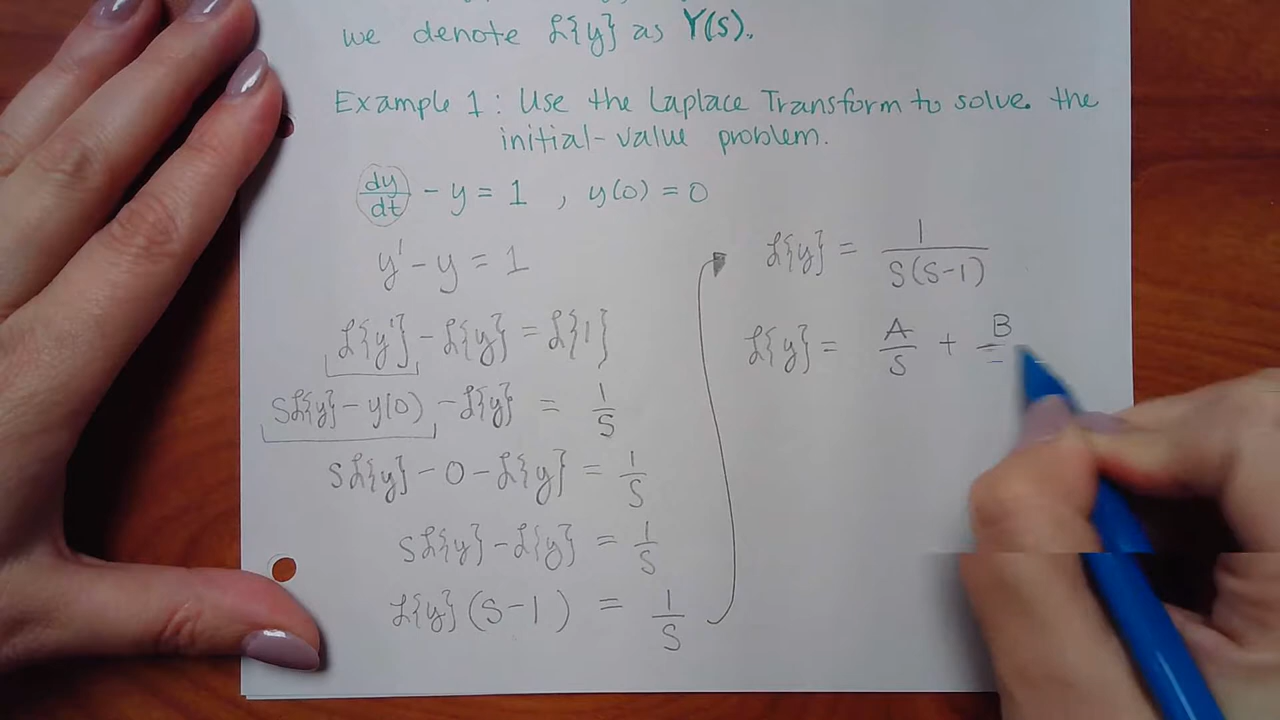 we denote ℒ{y} as Y(s).
Example 1: Use the Laplace Transform to solve the
initial-value problem.
dy/dt - y = 1 , y(0) = 0
y' - y = 1
ℒ{y'} - ℒ{y} = ℒ{1}
sℒ{y} - y(0) - ℒ{y} = 1/s
sℒ{y} - 0 - ℒ{y} = 1/s
sℒ{y} - ℒ{y} = 1/s
ℒ{y}(s-1) = 1/s
ℒ{y} = 1/s(s-1)
ℒ{y} = A/s + B